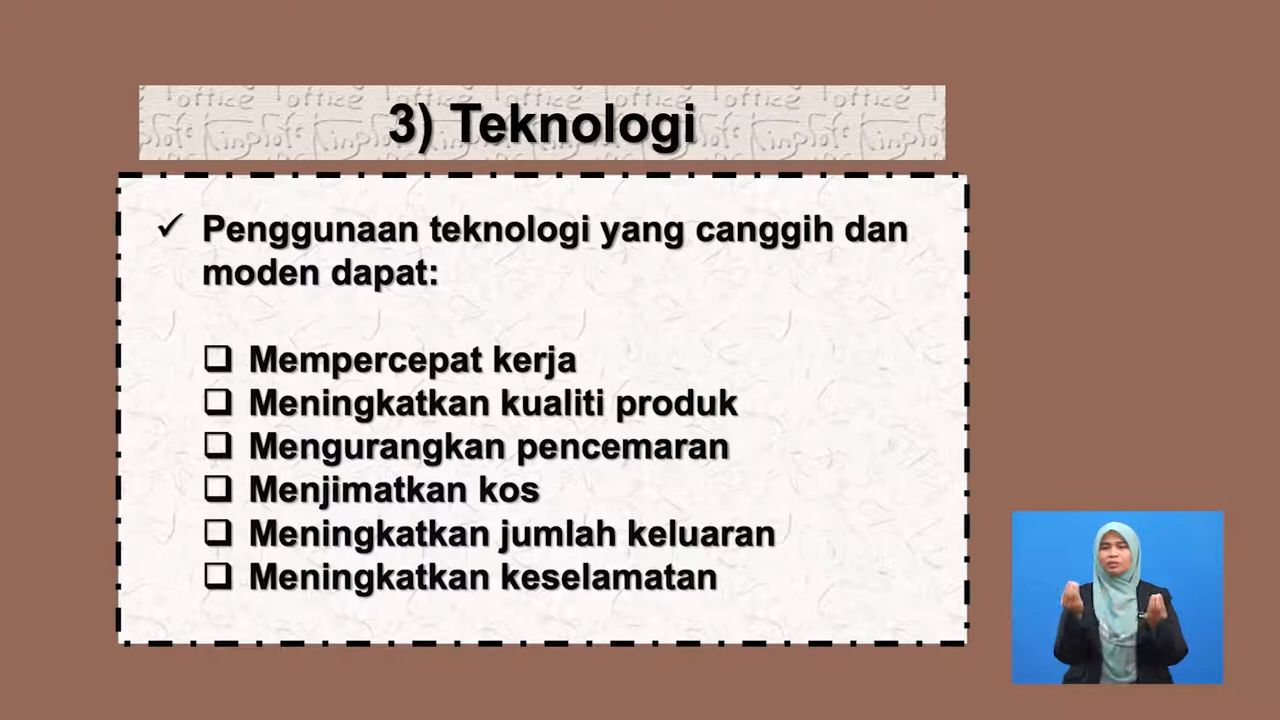 3) Teknologi
✓ Penggunaan teknologi yang canggih dan
moden dapat:
❑ Mempercepat kerja
❑ Meningkatkan kualiti produk
❑ Mengurangkan pencemaran
❑ Menjimatkan kos
❑ Meningkatkan jumlah keluaran
❑ Meningkatkan keselamatan